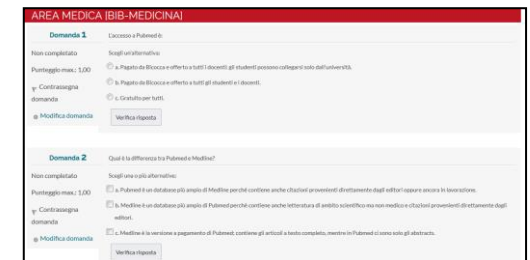 AREA MEDICA [BIB-MEDICINA]
Domanda 1
Non completato
Punteggio max.: 1,00
Contrassegna
domanda
Modifica domanda
L'accesso a Pubmed è:
Scegli un'alternativa:
a. Pagato da Bicocca e offerto a tutti i docenti; gli studenti possono collegarsi solo dall'università.
b. Pagato da Bicocca e offerto a tutti gli studenti e i docenti.
c. Gratuito per tutti.
Verifica risposta
Domanda 2
Non completato
Punteggio max.: 1,00
Contrassegna
domanda
Modifica domanda
Qual è la differenza tra Pubmed e Medline?
Scegli una o più alternative:
a. Pubmed è un database più ampio di Medline perché contiene anche citazioni provenienti direttamente dagli editori oppure ancora in lavorazione.
b. Medline è un database più ampio di Pubmed perché contiene anche letteratura di ambito scientifico ma non medico e citazioni provenienti direttamente dagli
editori.
c. Medline è la versione a pagamento di Pubmed, contiene gli articoli a testo completo, mentre in Pubmed ci sono solo gli abstracts.
Verifica risposta